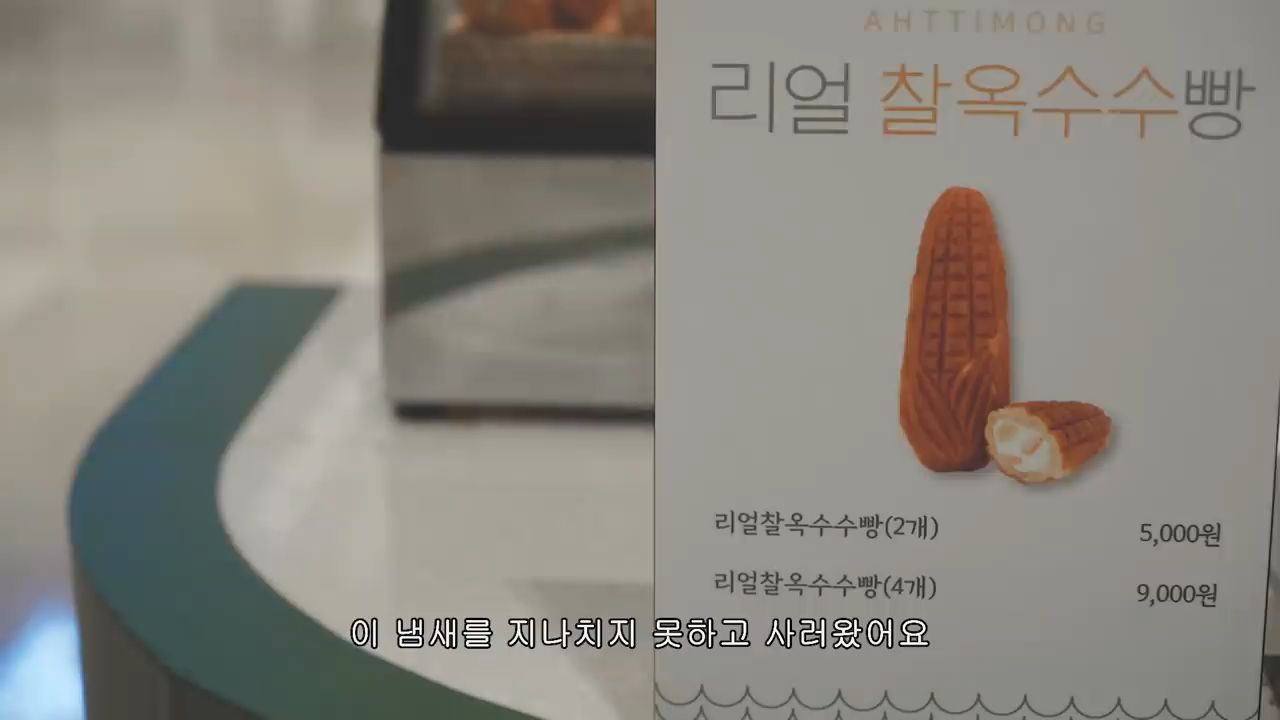 AHTTIMONG
리얼 찰옥수수빵
리얼찰옥수수빵(2개) 5,000원
리얼찰옥수수빵(4개) 9,000원
이 냄새를 지나치지 못하고 사러왔어요